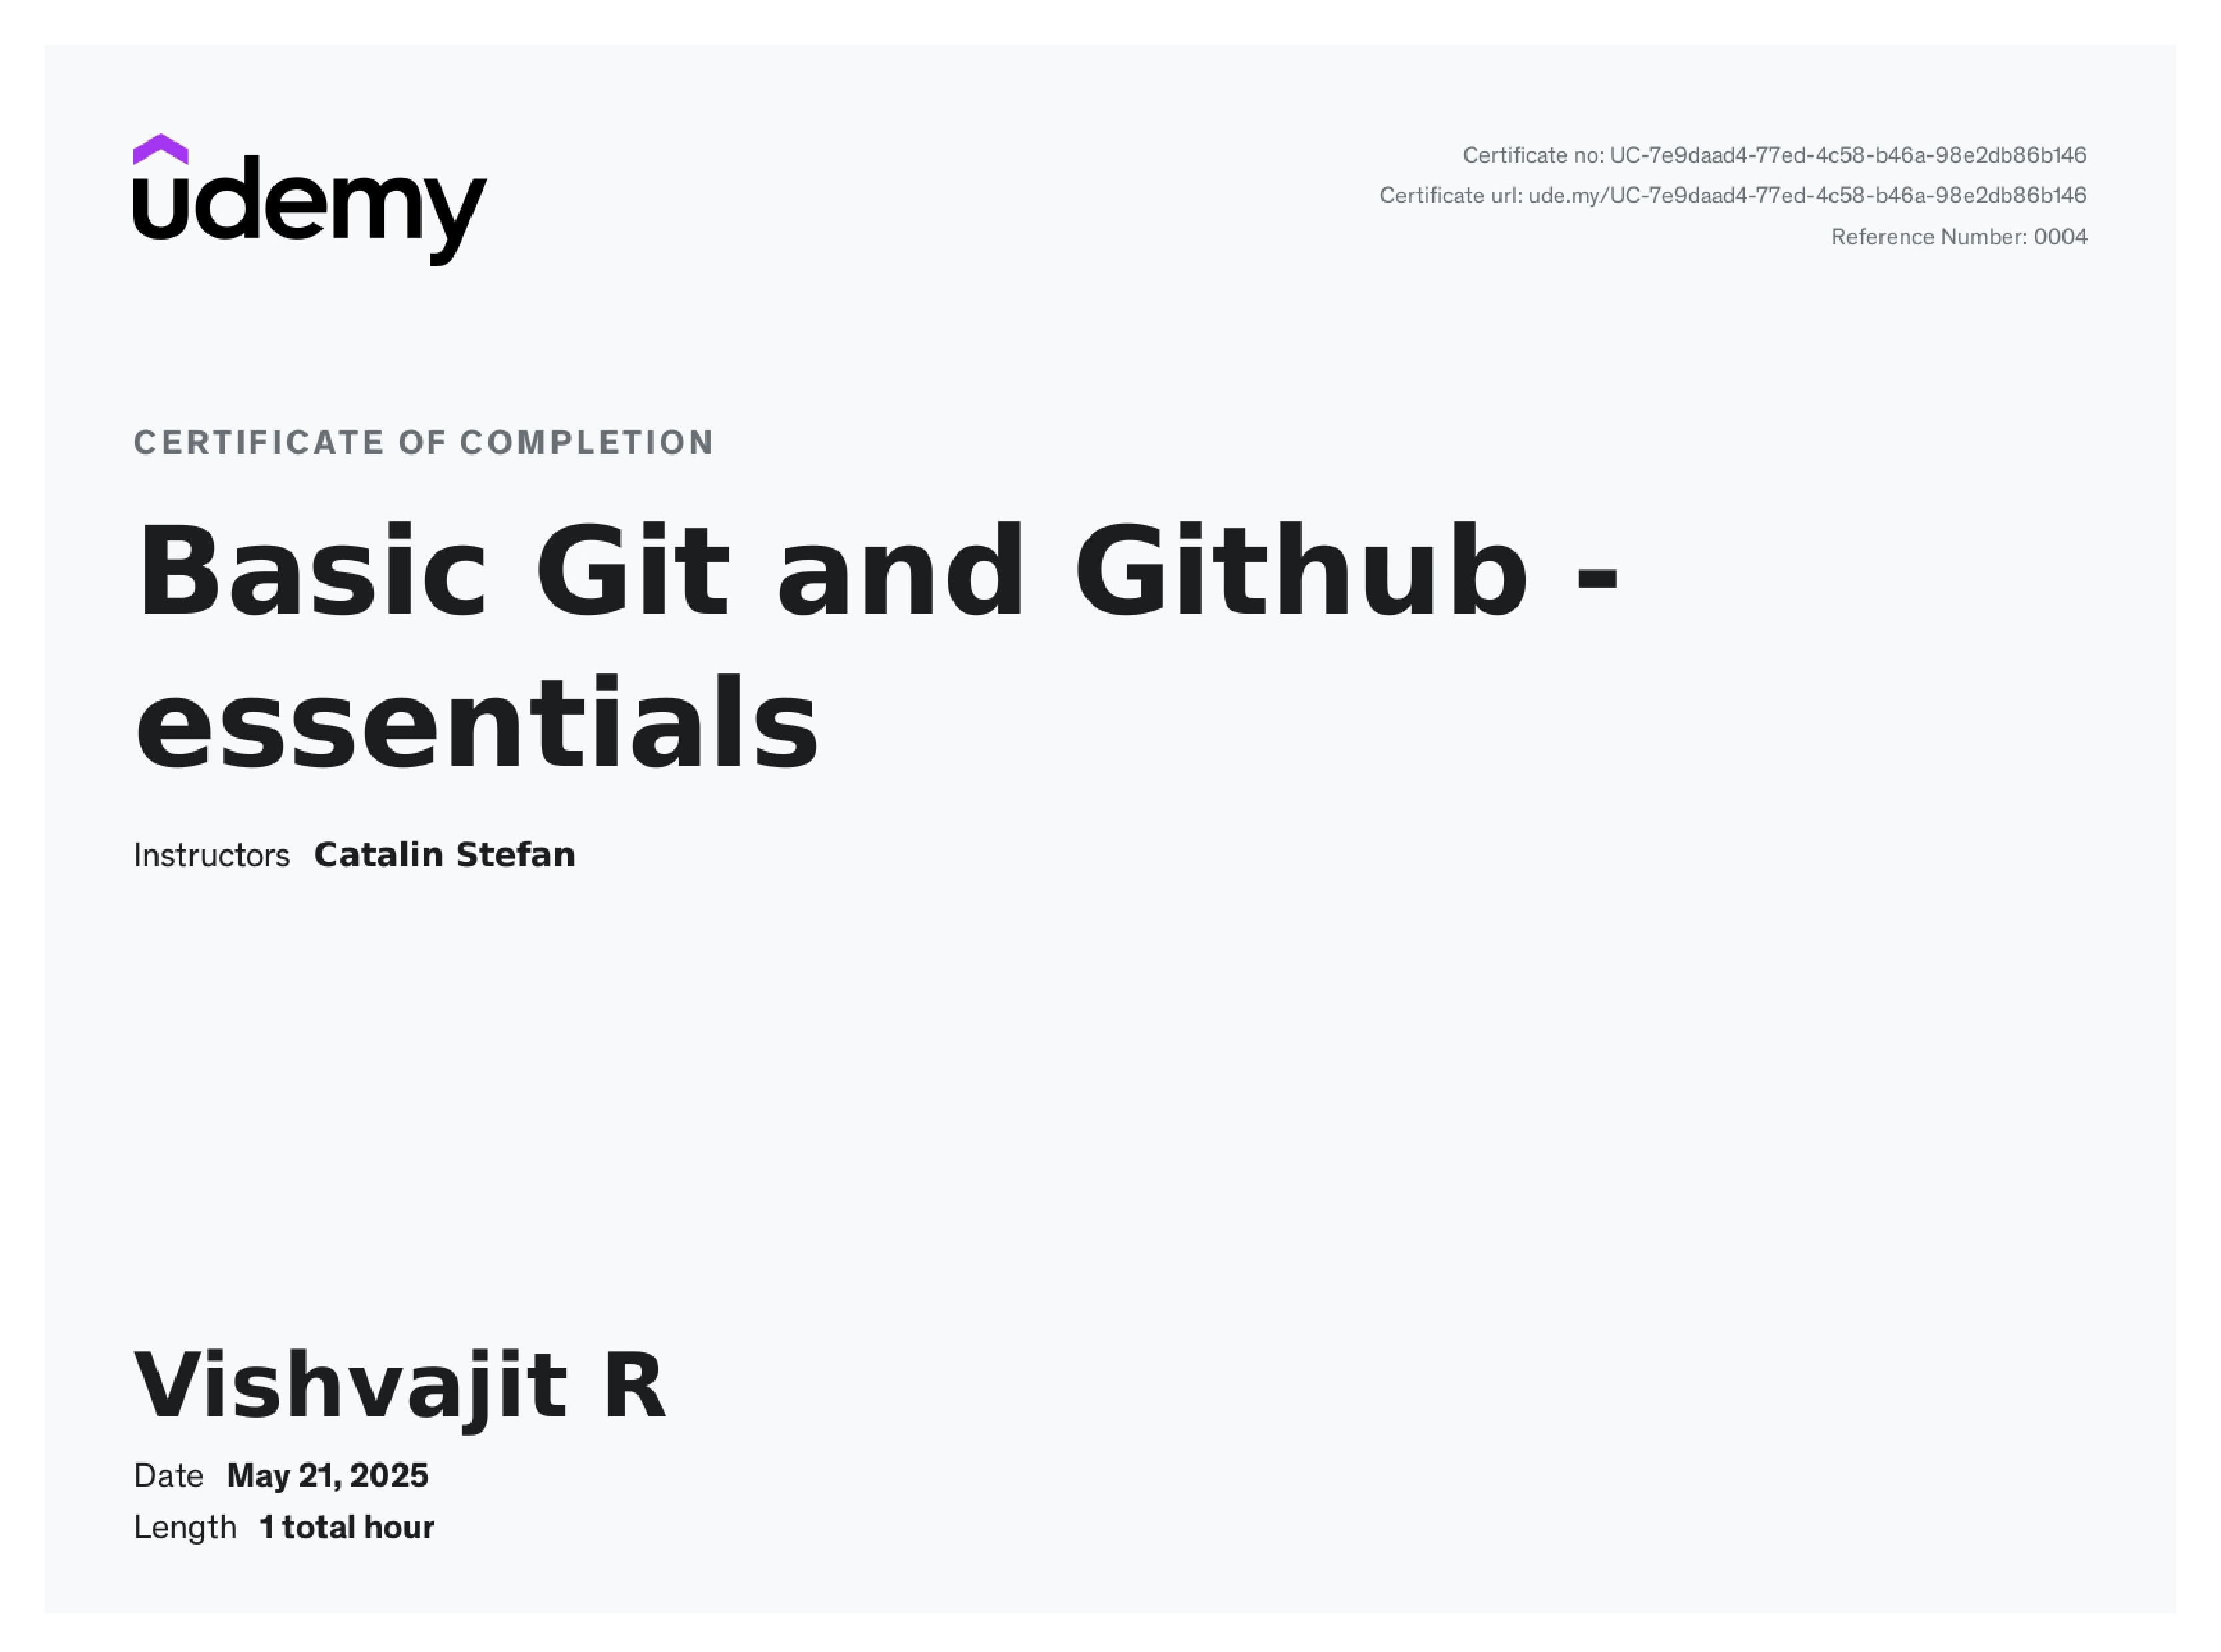 udemy
Certificate no: UC-7e9daad4-77ed-4c58-b46a-98e2db86b146
Certificate url: ude.my/UC-7e9daad4-77ed-4c58-b46a-98e2db86b146
Reference Number: 0004
CERTIFICATE OF COMPLETION
Basic Git and Github -
essentials
Instructors Catalin Stefan
Vishvajit R
Date May 21, 2025
Length 1 total hour